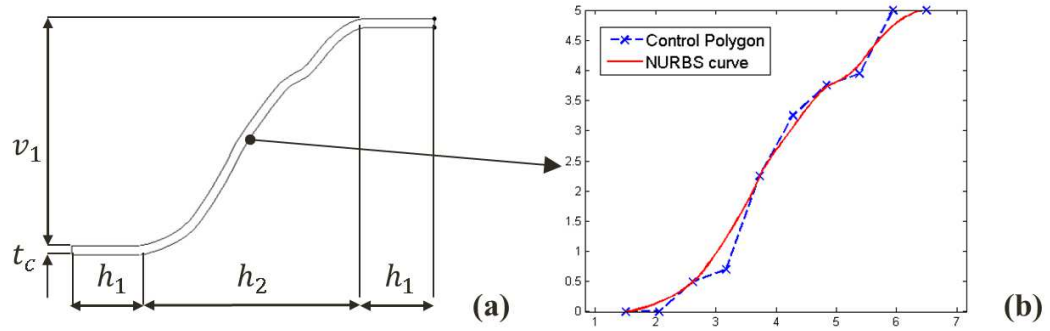 v₁
t_c
h₁
h₂
h₁
(a)
Control Polygon
NURBS curve
5
4.5
4
3.5
3
2.5
2
1.5
1
0.5
0
1
2
3
4
5
6
7
(b)